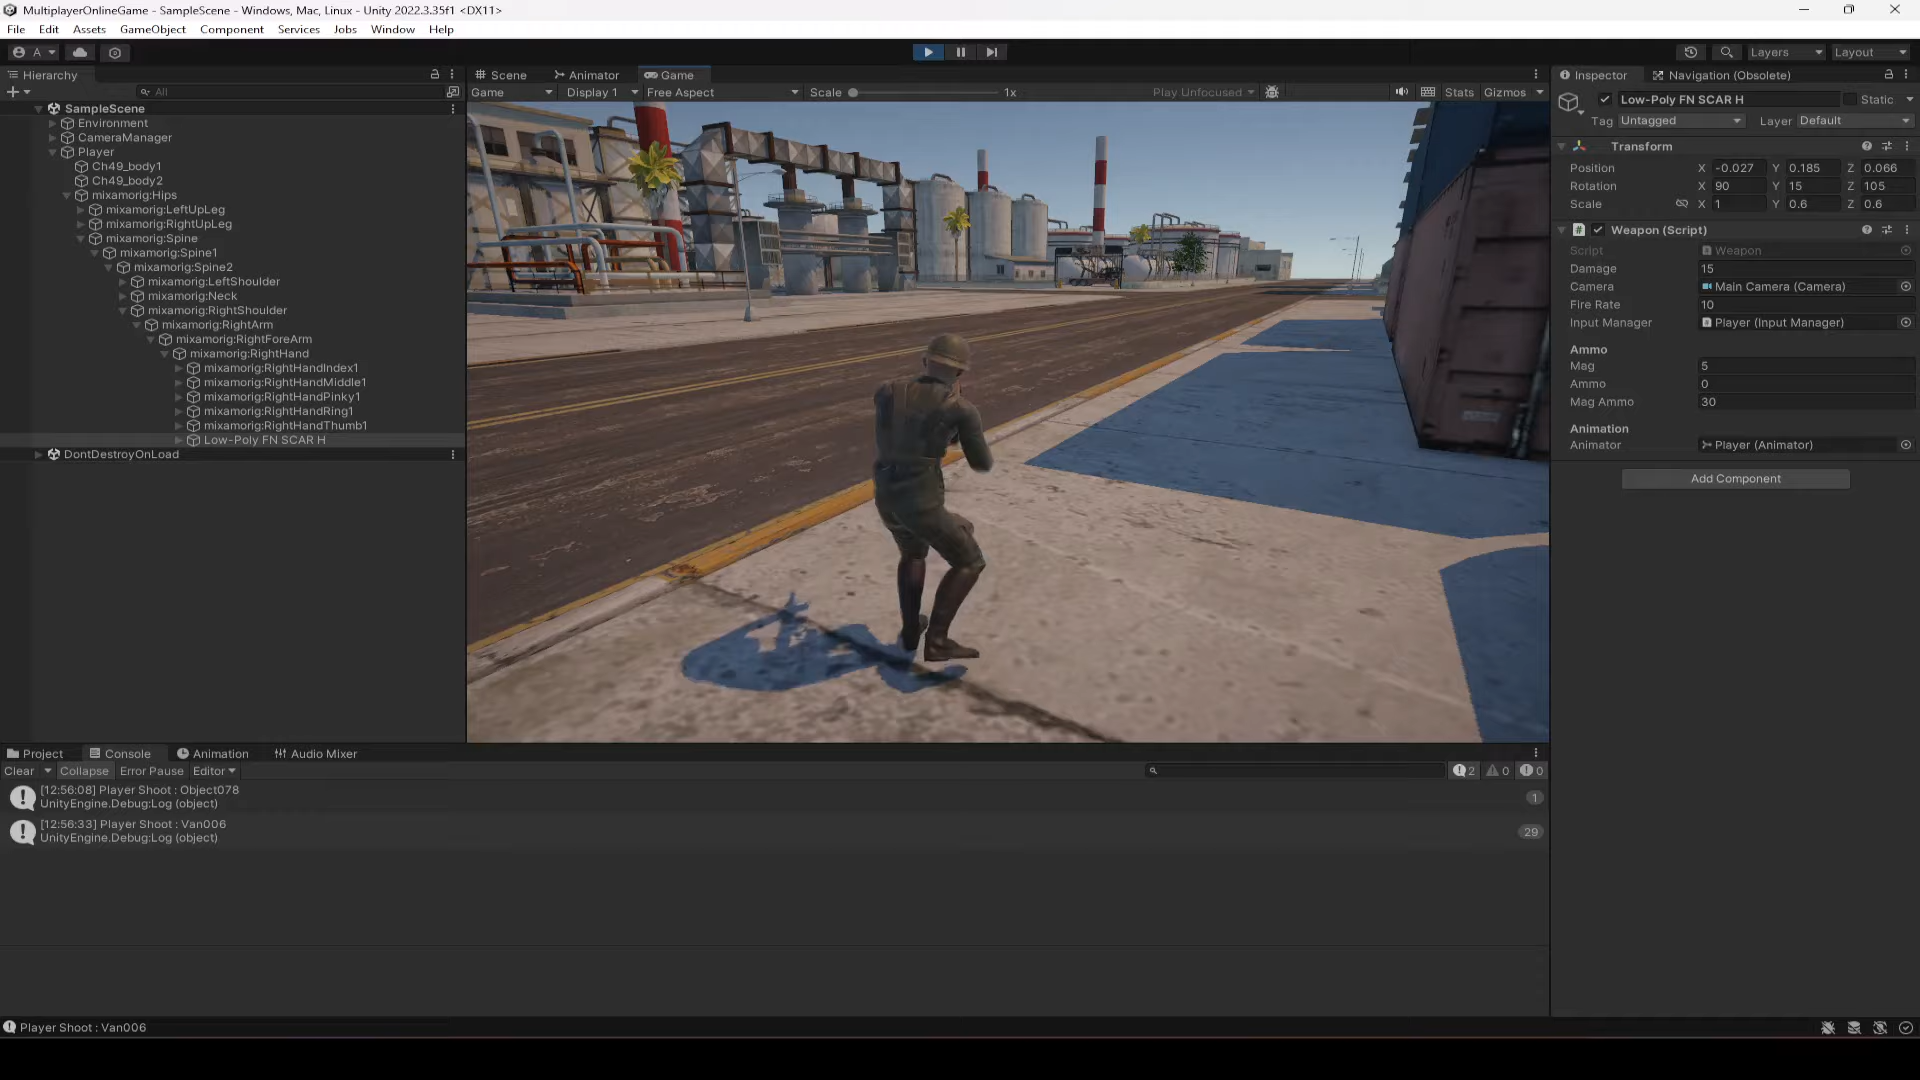 MultiplayerOnlineGame - SampleScene - Windows, Mac, Linux - Unity 2022.3.35f1 <DX11>
File Edit Assets GameObject Component Services Jobs Window Help
A
Layers Layout
Hierarchy
All
SampleScene
Environment
CameraManager
Player
Ch49_body1
Ch49_body2
mixamorig:Hips
mixamorig:LeftUpLeg
mixamorig:RightUpLeg
mixamorig:Spine
mixamorig:Spine1
mixamorig:Spine2
mixamorig:LeftShoulder
mixamorig:Neck
mixamorig:RightShoulder
mixamorig:RightArm
mixamorig:RightForeArm
mixamorig:RightHand
mixamorig:RightHandIndex1
mixamorig:RightHandMiddle1
mixamorig:RightHandPinky1
mixamorig:RightHandRing1
mixamorig:RightHandThumb1
Low-Poly FN SCAR H
DontDestroyOnLoad
Scene Animator Game
Game Display 1 Free Aspect Scale 1x Play Unfocused Stats Gizmos
Inspector Navigation (Obsolete)
Low-Poly FN SCAR H Static
Tag Untagged Layer Default
Transform
Position X -0.027 Y 0.185 Z 0.066
Rotation X 90 Y 15 Z 105
Scale X 1 Y 0.6 Z 0.6
# Weapon (Script)
Script Weapon
Damage 15
Camera Main Camera (Camera)
Fire Rate 10
Input Manager Player (Input Manager)
Ammo
Mag 5
Ammo 0
Mag Ammo 30
Animation
Animator Player (Animator)
Add Component
Project Console Animation Audio Mixer
Clear Collapse Error Pause Editor 2 0 0
[12:56:08] Player Shoot : Object078
UnityEngine.Debug:Log (object)
1
[12:56:33] Player Shoot : Van006
UnityEngine.Debug:Log (object)
29
Player Shoot : Van006